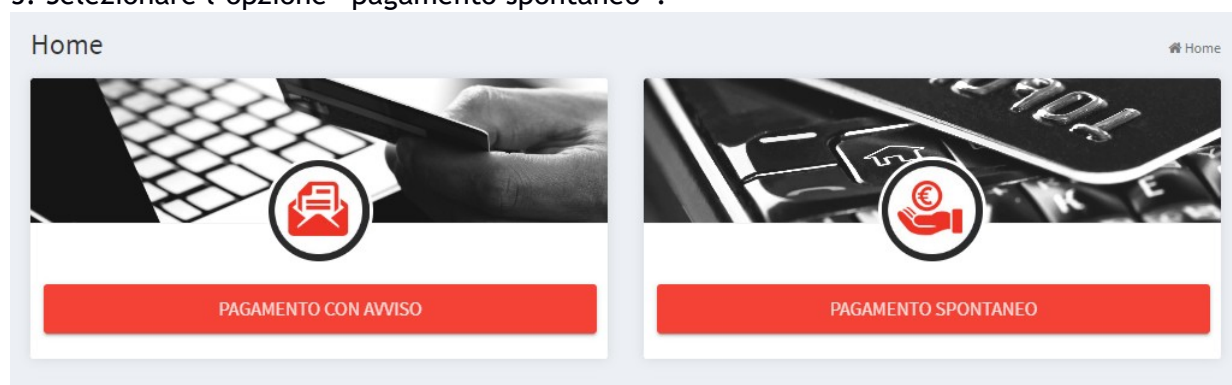 3. Selezionare l'opzione "pagamento spontaneo".
Home
Home
PAGAMENTO CON AVVISO
PAGAMENTO SPONTANEO